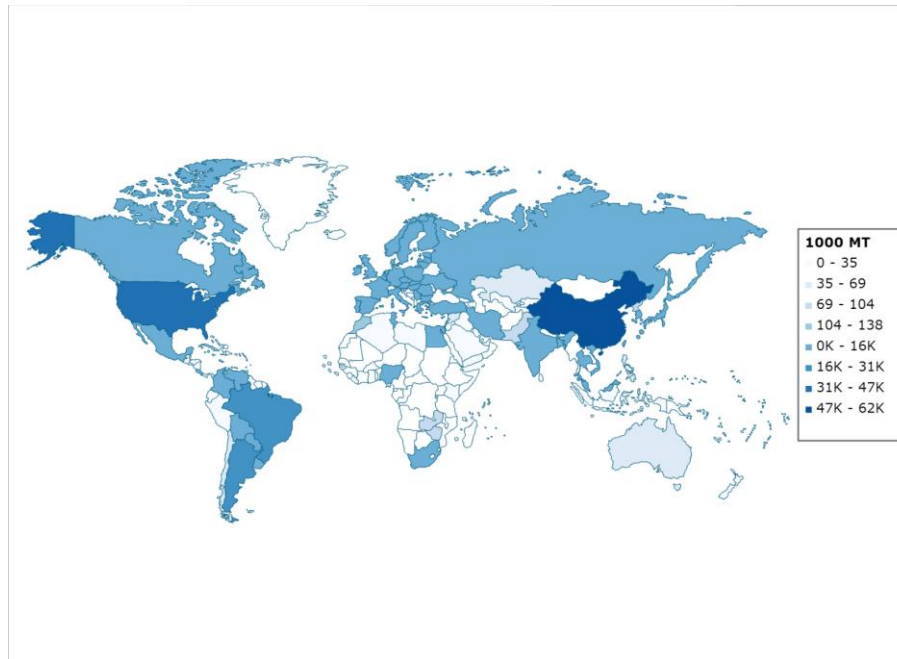 1000 MT
0 - 35
35 - 69
69 - 104
104 - 138
0K - 16K
16K - 31K
31K - 47K
47K - 62K